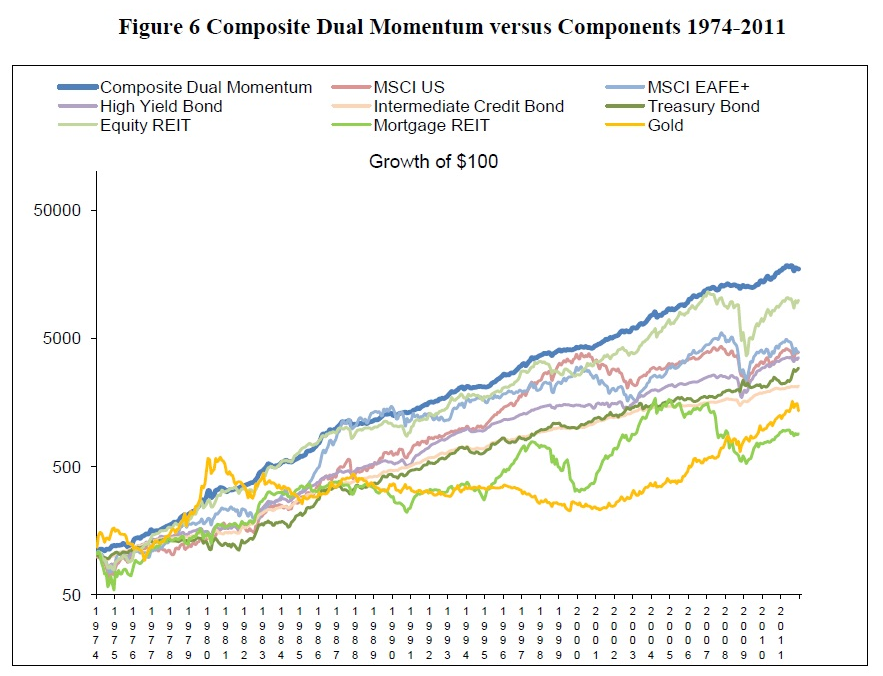 Figure 6 Composite Dual Momentum versus Components 1974-2011
Composite Dual Momentum MSCI US MSCI EAFE+
High Yield Bond Intermediate Credit Bond Treasury Bond
Equity REIT Mortgage REIT Gold
Growth of $100
50000
5000
500
50
1974 1975 1976 1977 1978 1979 1980 1981 1982 1983 1984 1985 1986 1987 1988 1989 1990 1991 1992 1993 1994 1995 1996 1997 1998 1999 2000 2001 2002 2003 2004 2005 2006 2007 2008 2009 2010 2011